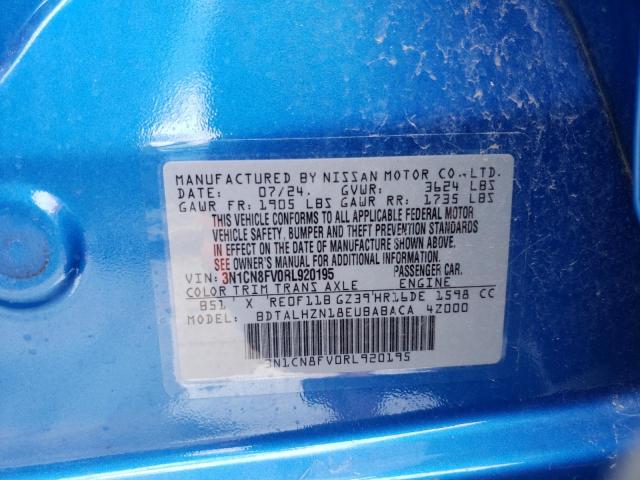 MANUFACTURED BY NISSAN MOTOR CO.,LTD.
DATE: 07/24. GVWR: 3624 LBS
GAWR FR: 1905 LBS GAWR RR: 1735 LBS
THIS VEHICLE CONFORMS TO ALL APPLICABLE FEDERAL MOTOR
VEHICLE SAFETY, BUMPER AND THEFT PREVENTION STANDARDS
IN EFFECT ON THE DATE OF MANUFACTURE SHOWN ABOVE.
SEE OWNER'S MANUAL FOR ADDITIONAL INFORMATION.
VIN: 3N1CN8FV0RL920195 PASSENGER CAR.
COLOR TRIM TRANS AXLE ENGINE
B51 X RE0F11B GZ39 HR16DE 1598 CC
MODEL: BDTALHZN18EUBABACA 4Z000
3N1CN8FV0RL920195